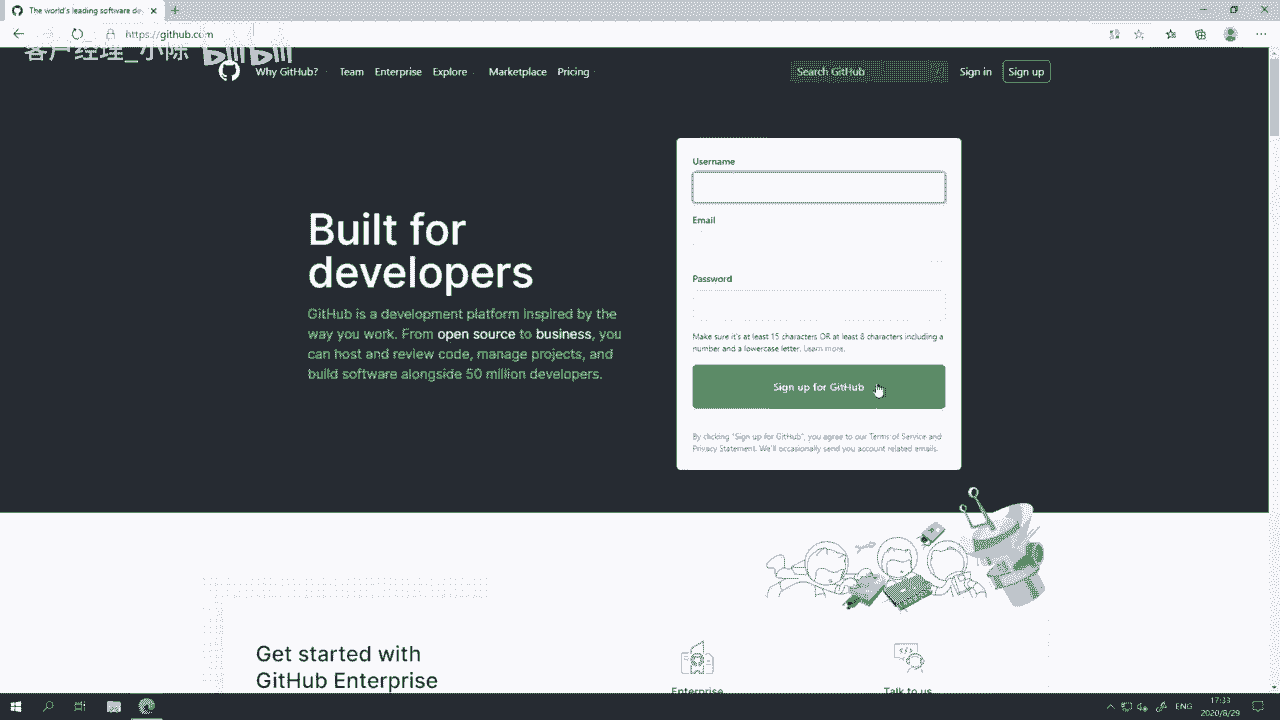 The world's leading software de
https://github.com
客户经理_小陈 bilibili
Why GitHub? Team Enterprise Explore Marketplace Pricing
Search GitHub
Sign in
Sign up
Built for
developers
GitHub is a development platform inspired by the
way you work. From open source to business, you
can host and review code, manage projects, and
build software alongside 50 million developers.
Username
Email
Password
Make sure it's at least 15 characters OR at least 8 characters including a
number and a lowercase letter. Learn more.
Sign up for GitHub
By clicking "Sign up for GitHub", you agree to our Terms of Service and
Privacy Statement. We'll occasionally send you account related emails.
Get started with
GitHub Enterprise
Enterprise
Talk to us
ENG
17:33
2020/8/29